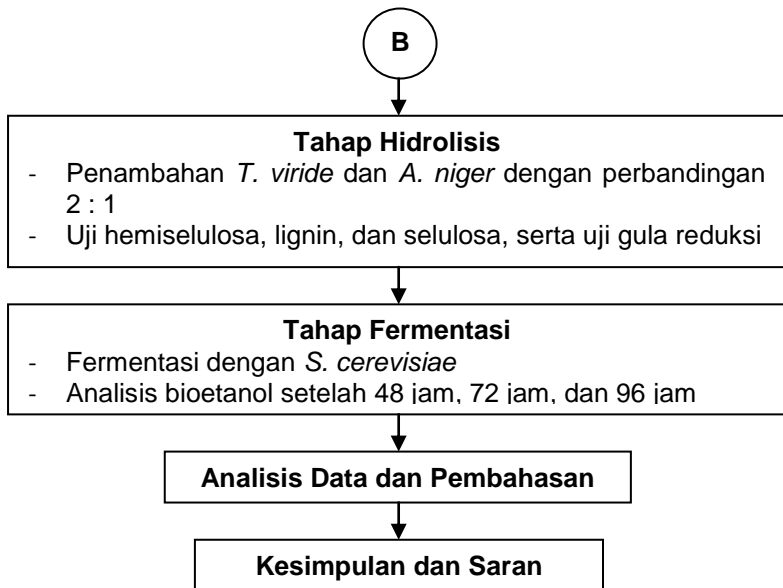 B
Tahap Hidrolisis
- Penambahan T. viride dan A. niger dengan perbandingan
2 : 1
- Uji hemiselulosa, lignin, dan selulosa, serta uji gula reduksi
Tahap Fermentasi
- Fermentasi dengan S. cerevisiae
- Analisis bioetanol setelah 48 jam, 72 jam, dan 96 jam
Analisis Data dan Pembahasan
Kesimpulan dan Saran